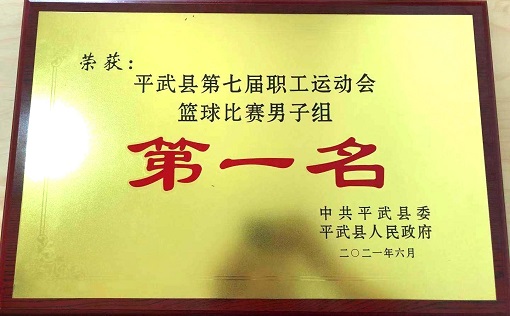 荣获：
平武县第七届职工运动会
篮球比赛男子组
第一名
中共平武县委
平武县人民政府
二〇二一年六月